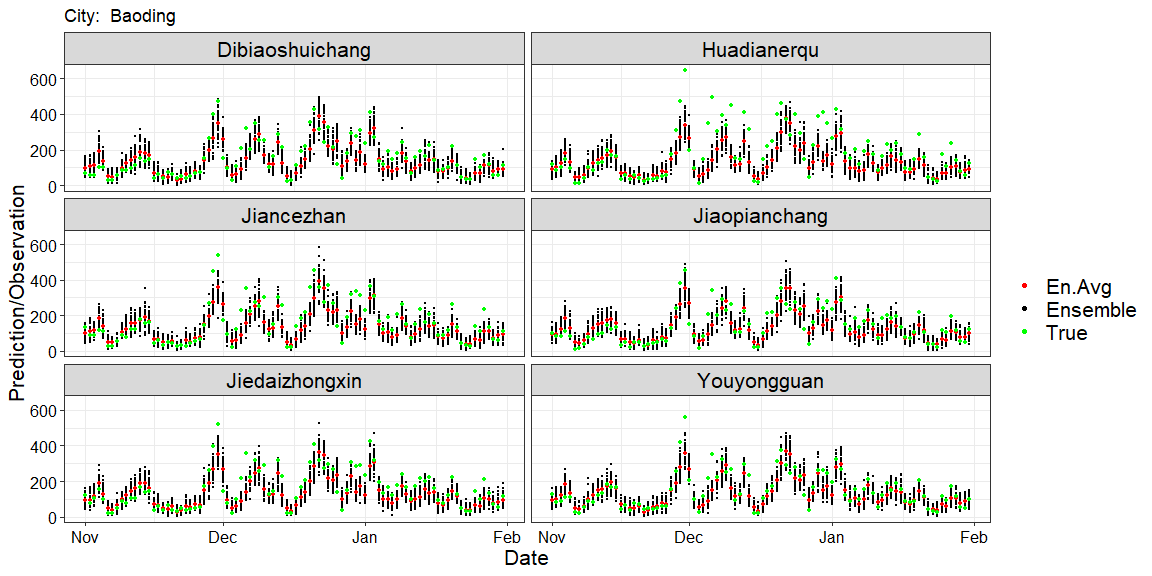 City:  Baoding
Dibiaoshuichang
Huadianerqu
600
400
200
0
Jiancezhan
Jiaopianchang
600
400
200
0
Jiedaizhongxin
Youyongguan
600
400
200
0
Nov
Dec
Jan
Feb
Nov
Dec
Jan
Feb
Date
Prediction/Observation
En.Avg
Ensemble
True